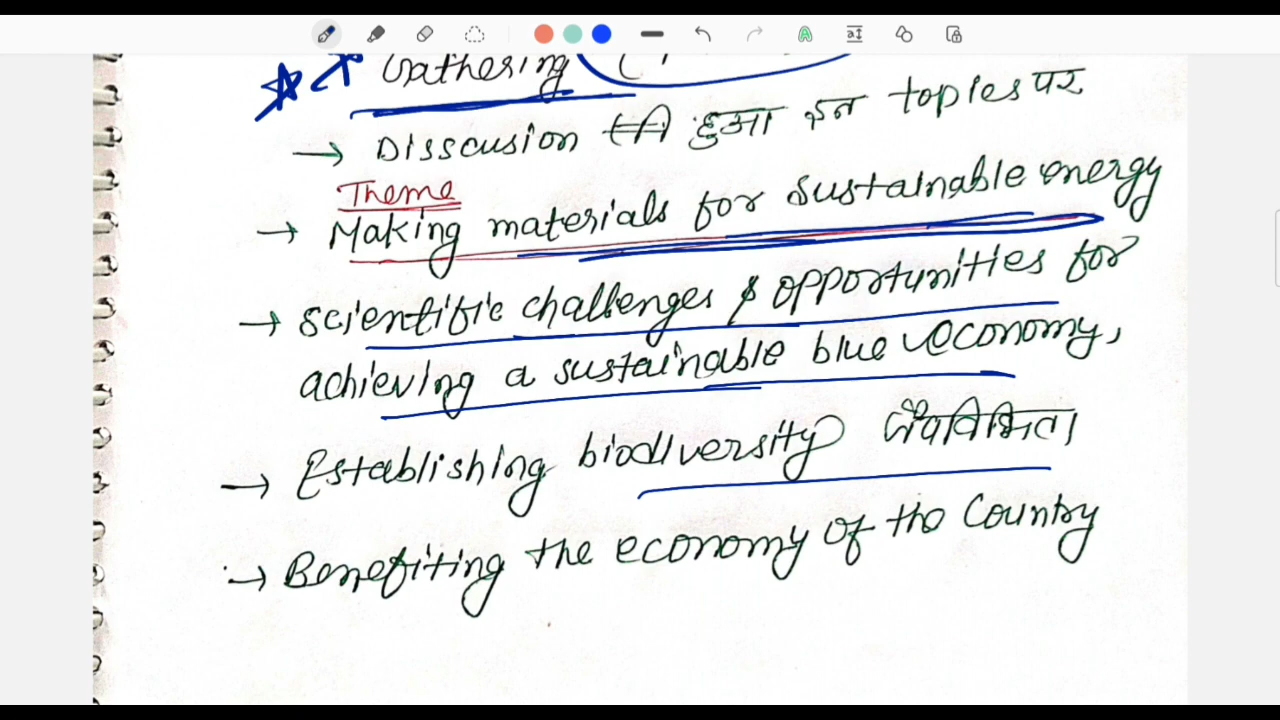 Gathering (
→ Disscusion हुआ इन topies पर
Theme
→ Making materials for sustainable energy
→ scientific challenges & opportunities for
achieving a sustainable blue economy,
→ Establishing biodiversity जैवविविधता
→ Benefiting the economy of the Country